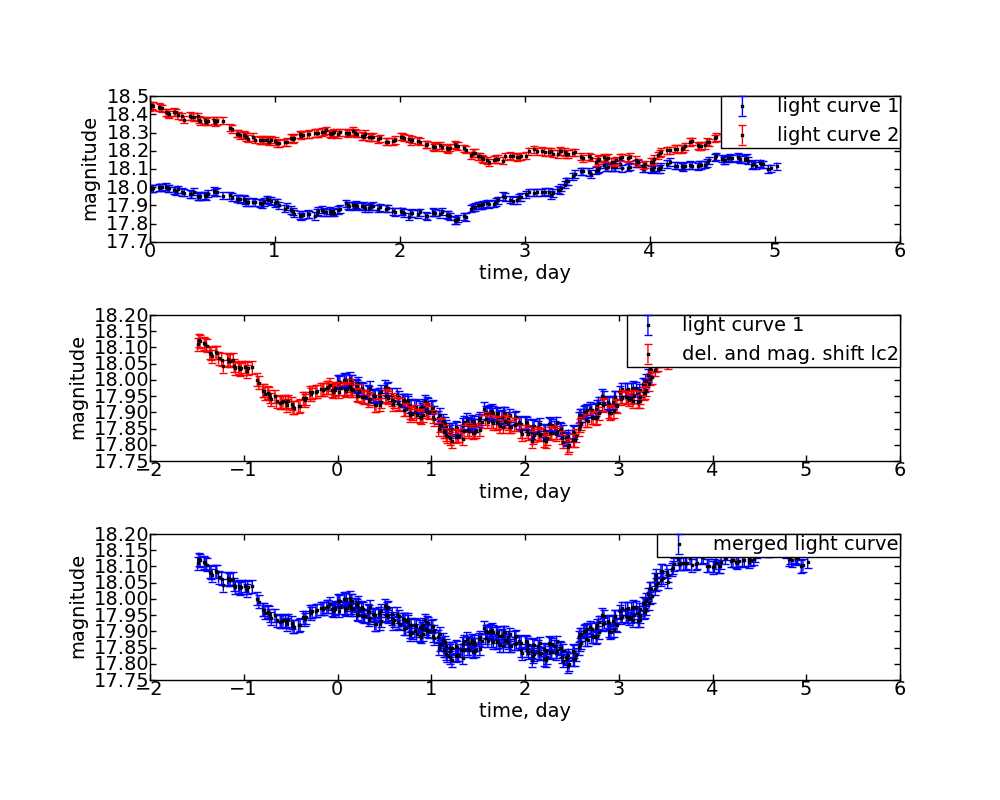 18.5
18.4
18.3
18.2
18.1
18.0
17.9
17.8
17.7
magnitude
light curve 1
light curve 2
0 1 2 3 4 5 6
time, day
18.20
18.15
18.10
18.05
18.00
17.95
17.90
17.85
17.80
17.75
magnitude
light curve 1
del. and mag. shift lc2
−2 −1 0 1 2 3 4 5 6
time, day
18.20
18.15
18.10
18.05
18.00
17.95
17.90
17.85
17.80
17.75
magnitude
merged light curve
−2 −1 0 1 2 3 4 5 6
time, day